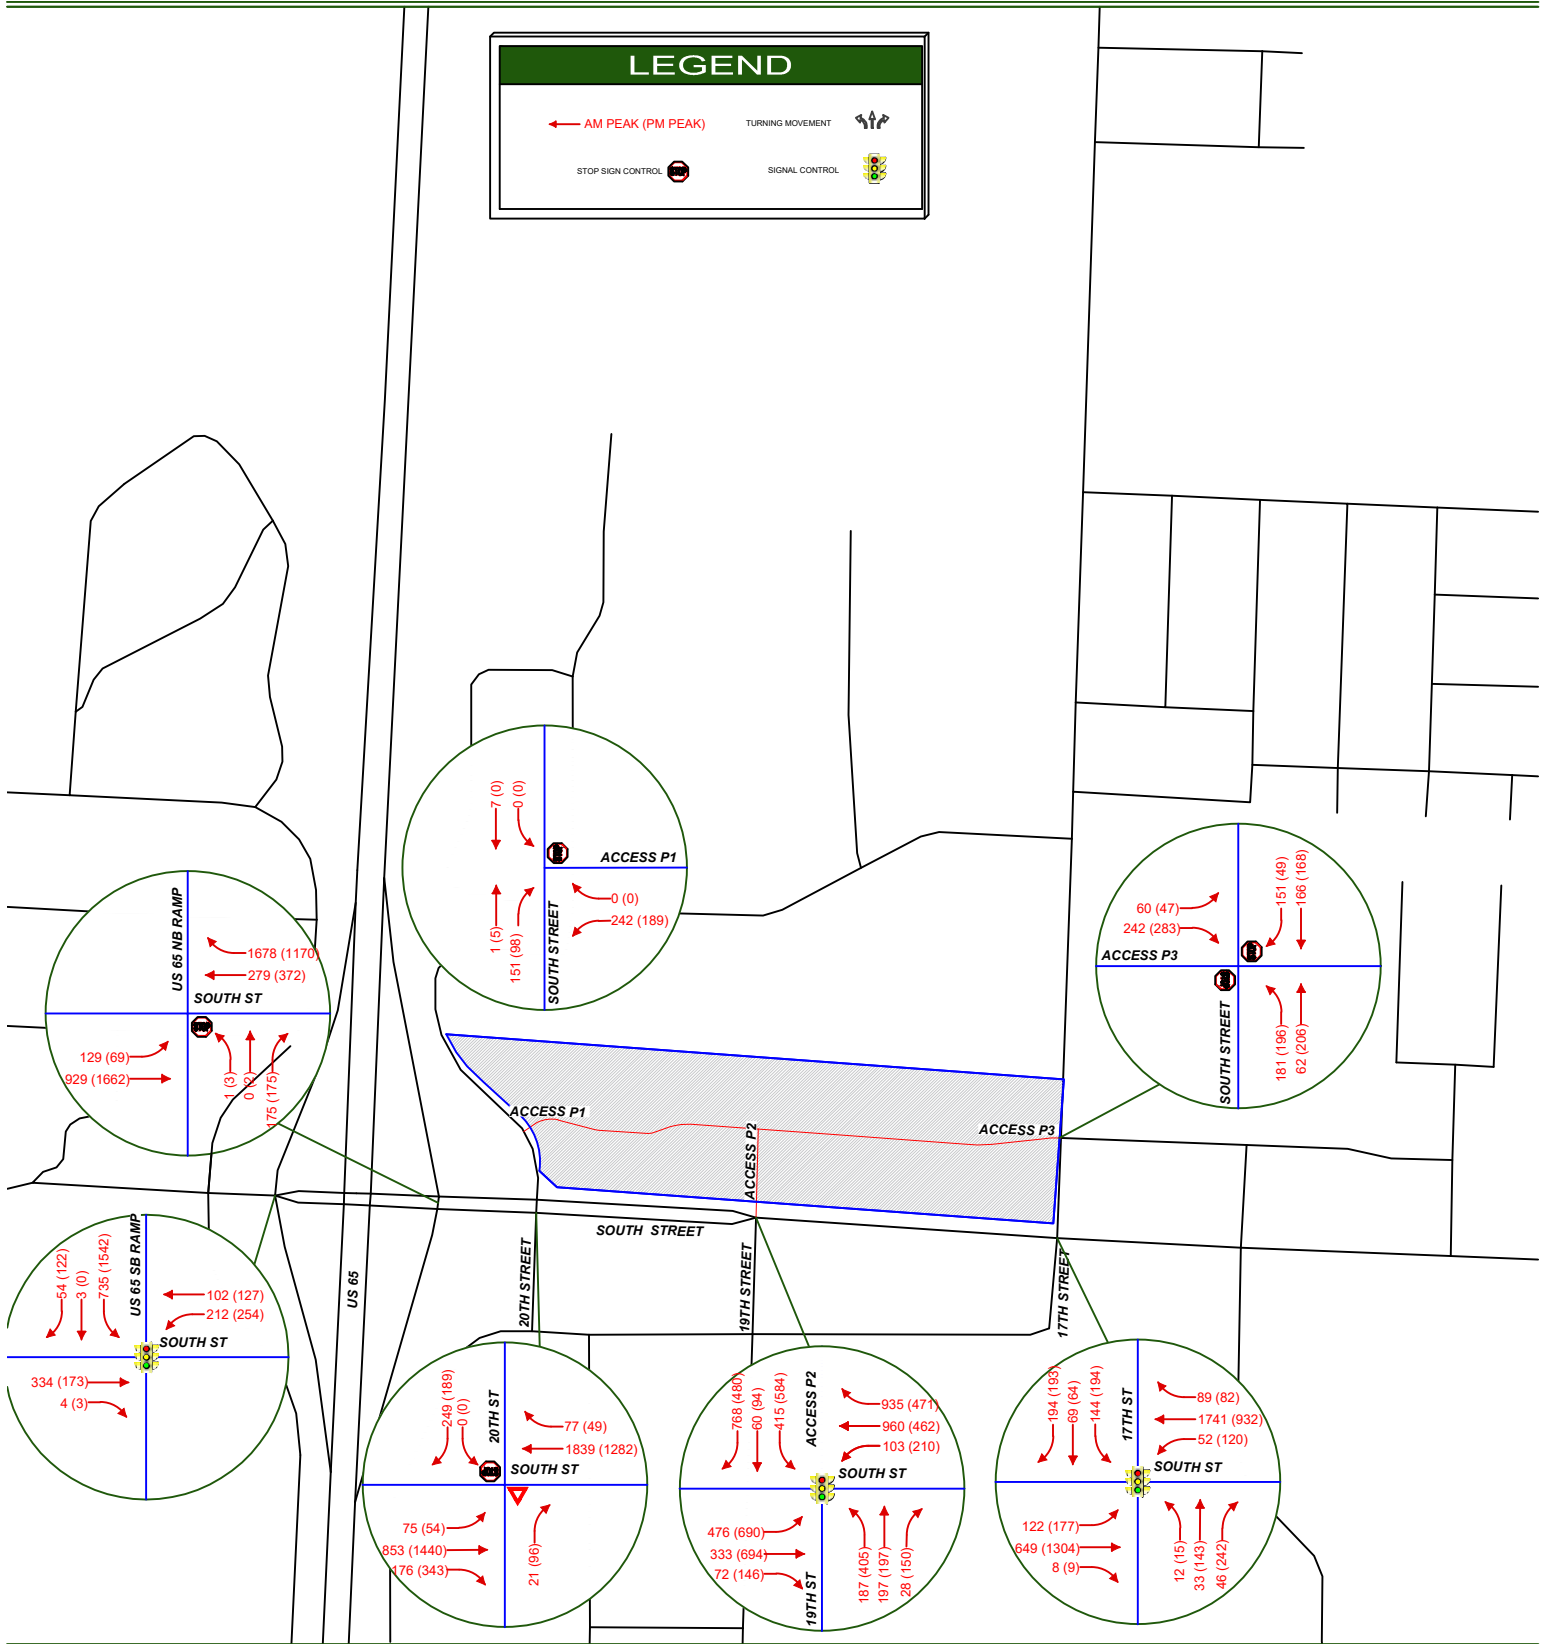 LEGEND
AM PEAK (PM PEAK)
TURNING MOVEMENT
STOP SIGN CONTROL
STOP
SIGNAL CONTROL
7 (0)
0 (0)
ACCESS P1
0 (0)
242 (189)
1 (5)
151 (98)
SOUTH STREET
151 (49)
166 (168)
60 (47)
242 (283)
ACCESS P3
SOUTH STREET
181 (196)
62 (206)
US 65 NB RAMP
1678 (1170)
279 (372)
SOUTH ST
STOP
129 (69)
929 (1662)
1 (3)
0 (2)
175 (175)
ACCESS P1
ACCESS P2
ACCESS P3
SOUTH STREET
US 65
20TH STREET
19TH STREET
17TH STREET
54 (122)
3 (0)
735 (1542)
US 65 SB RAMP
102 (127)
212 (254)
SOUTH ST
334 (173)
4 (3)
249 (189)
0 (0)
20TH ST
77 (49)
1839 (1282)
SOUTH ST
STOP
75 (54)
853 (1440)
176 (343)
21 (96)
768 (480)
60 (94)
415 (584)
ACCESS P2
935 (471)
960 (462)
103 (210)
SOUTH ST
476 (690)
333 (694)
72 (146)
19TH ST
187 (405)
197 (197)
28 (150)
194 (193)
69 (64)
144 (194)
17TH ST
89 (82)
1741 (932)
52 (120)
SOUTH ST
122 (177)
649 (1304)
8 (9)
12 (15)
33 (143)
46 (242)